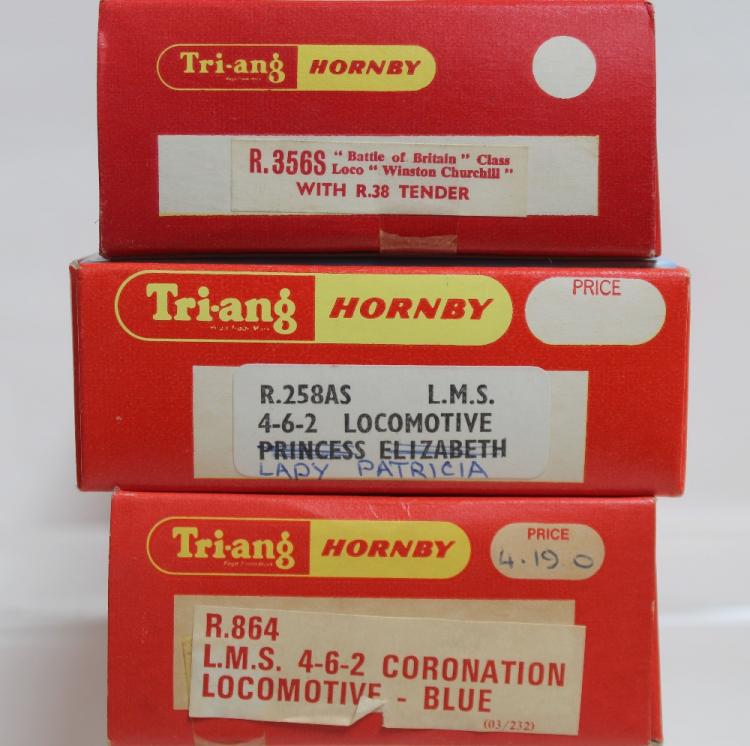 Tri-ang HORNBY
R.356S "Battle of Britain" Class
Loco "Winston Churchill"
WITH R.38 TENDER
Tri-ang HORNBY PRICE
R.258AS L.M.S.
4-6-2 LOCOMOTIVE
PRINCESS ELIZABETH
LADY PATRICIA
Tri-ang HORNBY PRICE
4.19.0
R.864
L.M.S. 4-6-2 CORONATION
LOCOMOTIVE - BLUE
(03/232)